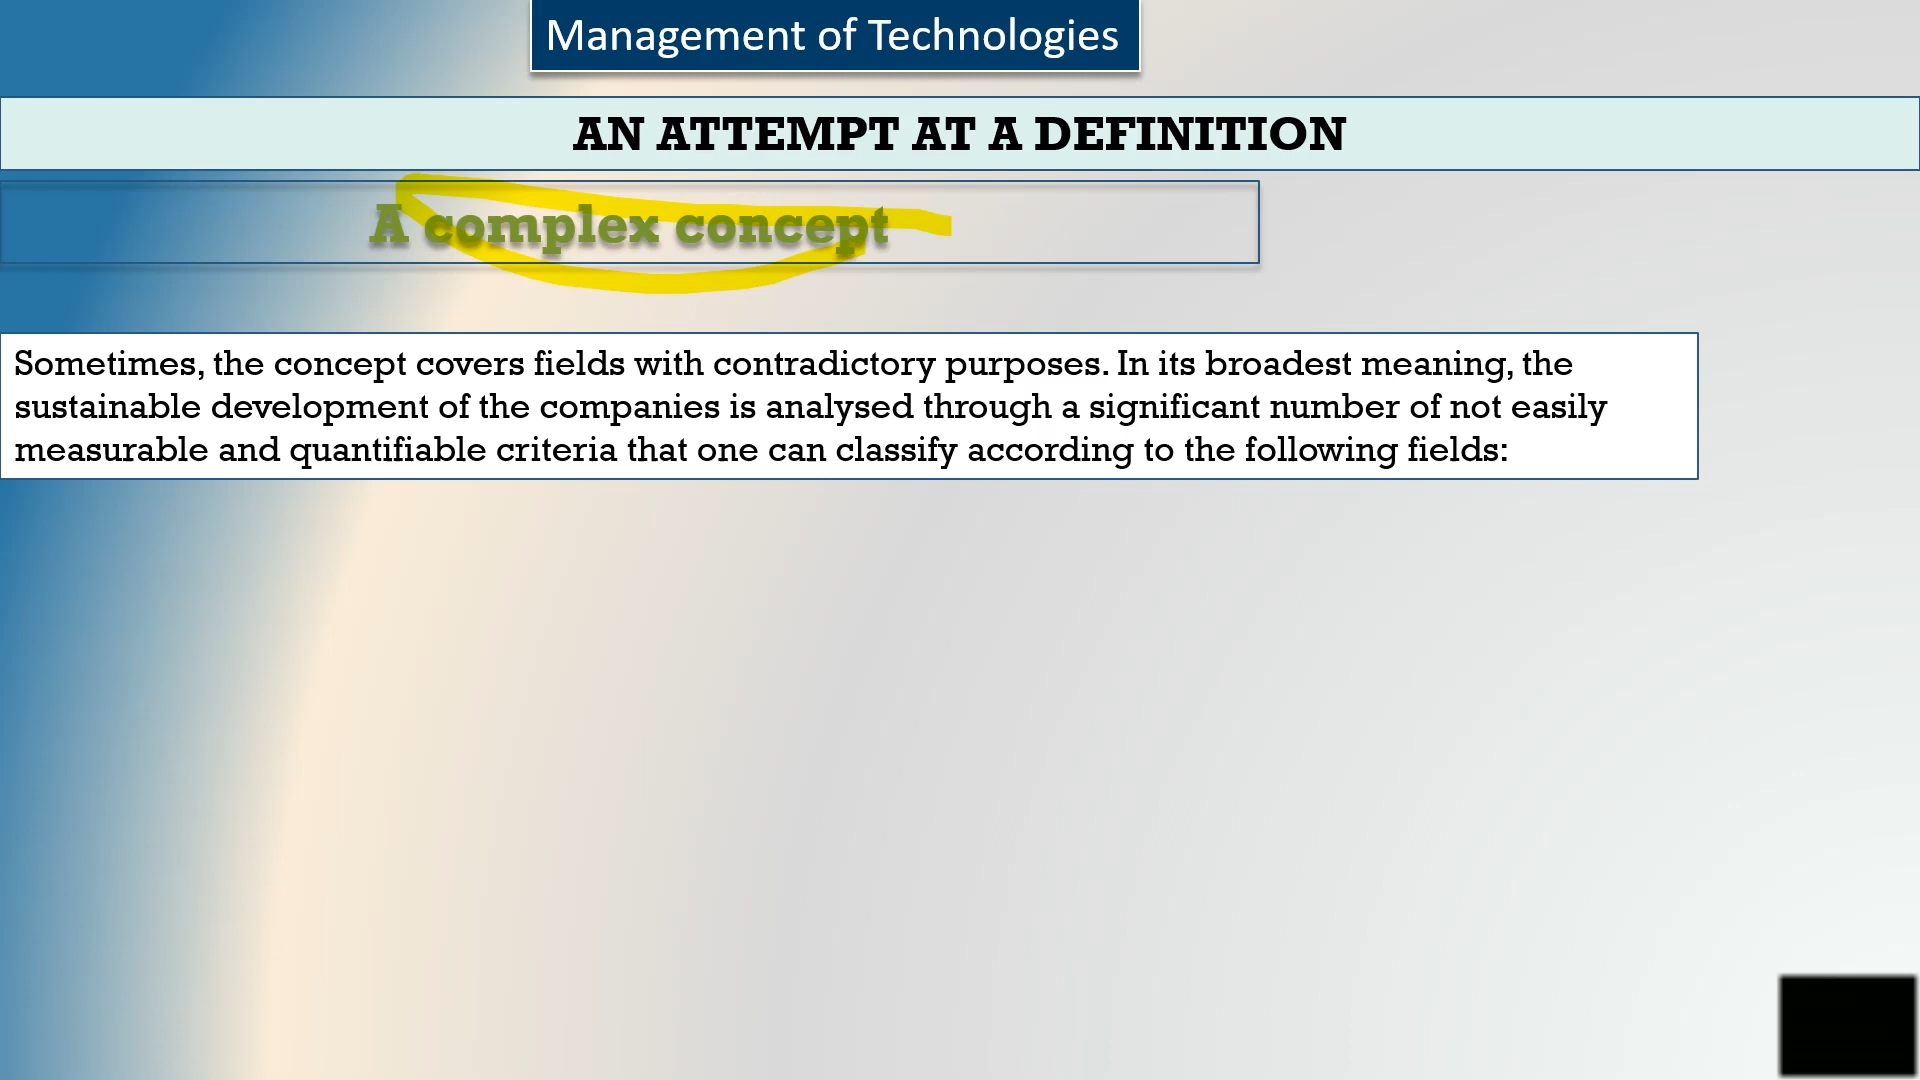 Management of Technologies
AN ATTEMPT AT A DEFINITION
A complex concept
Sometimes, the concept covers fields with contradictory purposes. In its broadest meaning, the
sustainable development of the companies is analysed through a significant number of not easily
measurable and quantifiable criteria that one can classify according to the following fields: